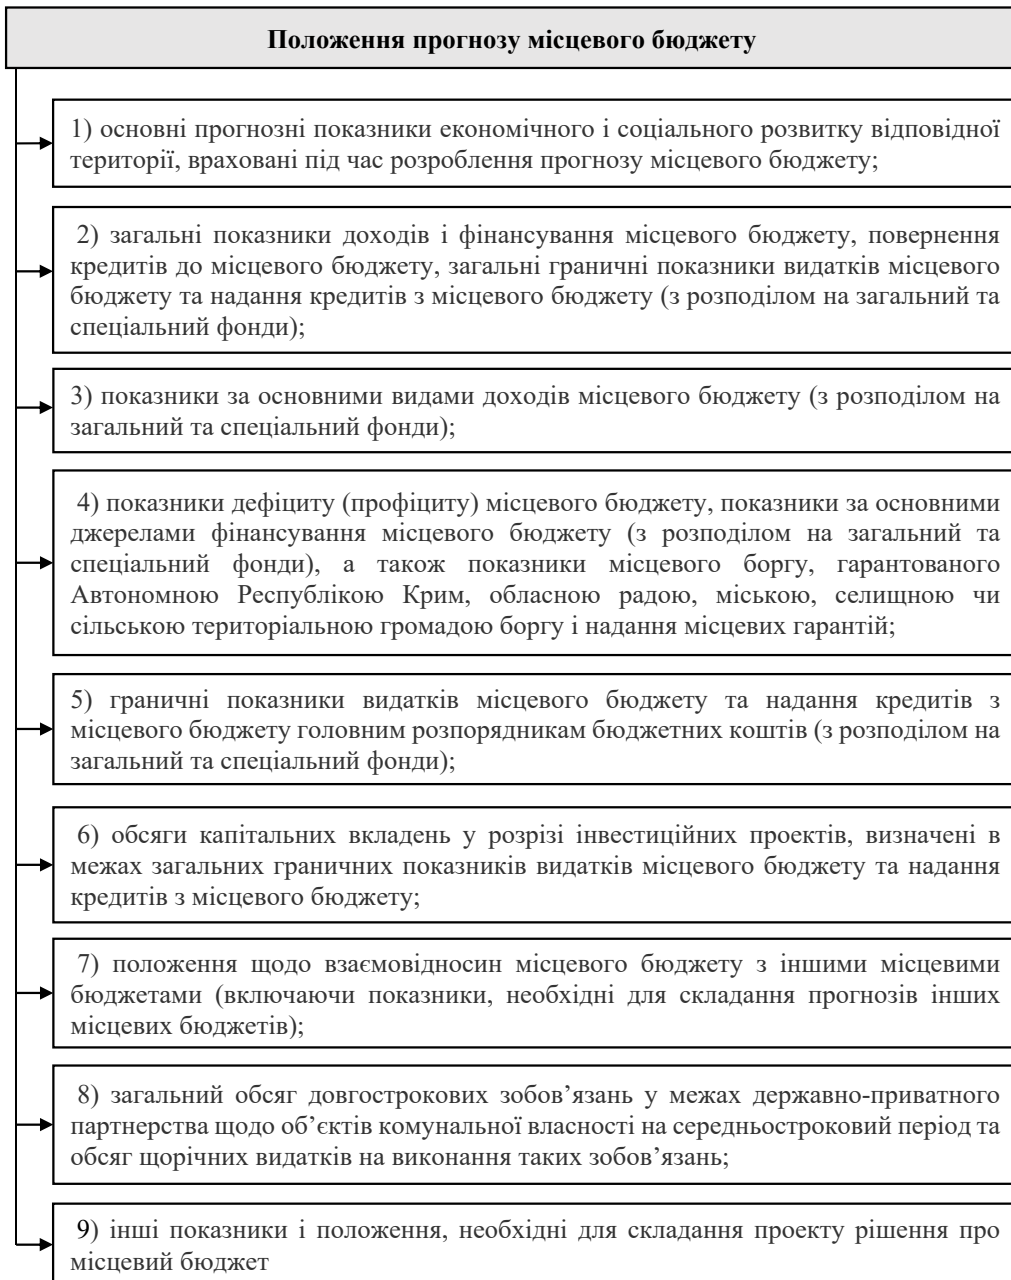 Положення прогнозу місцевого бюджету
1) основні прогнозні показники економічного і соціального розвитку відповідної
території, враховані під час розроблення прогнозу місцевого бюджету;
2) загальні показники доходів і фінансування місцевого бюджету, повернення
кредитів до місцевого бюджету, загальні граничні показники видатків місцевого
бюджету та надання кредитів з місцевого бюджету (з розподілом на загальний та
спеціальний фонди);
3) показники за основними видами доходів місцевого бюджету (з розподілом на
загальний та спеціальний фонди);
4) показники дефіциту (профіциту) місцевого бюджету, показники за основними
джерелами фінансування місцевого бюджету (з розподілом на загальний та
спеціальний фонди), а також показники місцевого боргу, гарантованого
Автономною Республікою Крим, обласною радою, міською, селищною чи
сільською територіальною громадою боргу і надання місцевих гарантій;
5) граничні показники видатків місцевого бюджету та надання кредитів з
місцевого бюджету головним розпорядникам бюджетних коштів (з розподілом на
загальний та спеціальний фонди);
6) обсяги капітальних вкладень у розрізі інвестиційних проектів, визначені в
межах загальних граничних показників видатків місцевого бюджету та надання
кредитів з місцевого бюджету;
7) положення щодо взаємовідносин місцевого бюджету з іншими місцевими
бюджетами (включаючи показники, необхідні для складання прогнозів інших
місцевих бюджетів);
8) загальний обсяг довгострокових зобов’язань у межах державно-приватного
партнерства щодо об’єктів комунальної власності на середньостроковий період та
обсяг щорічних видатків на виконання таких зобов’язань;
9) інші показники і положення, необхідні для складання проекту рішення про
місцевий бюджет